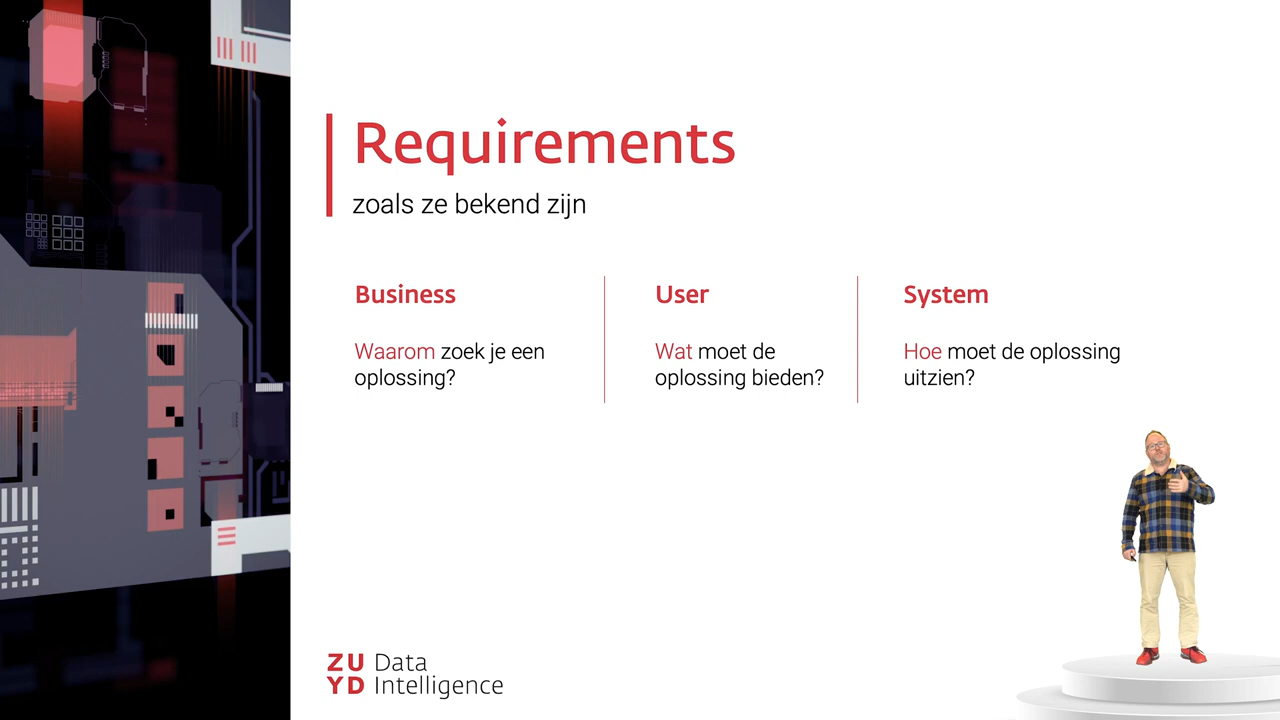 Requirements
zoals ze bekend zijn
Business
Waarom zoek je een
oplossing?
User
Wat moet de
oplossing bieden?
System
Hoe moet de oplossing
uitzien?
ZU Data
YD Intelligence